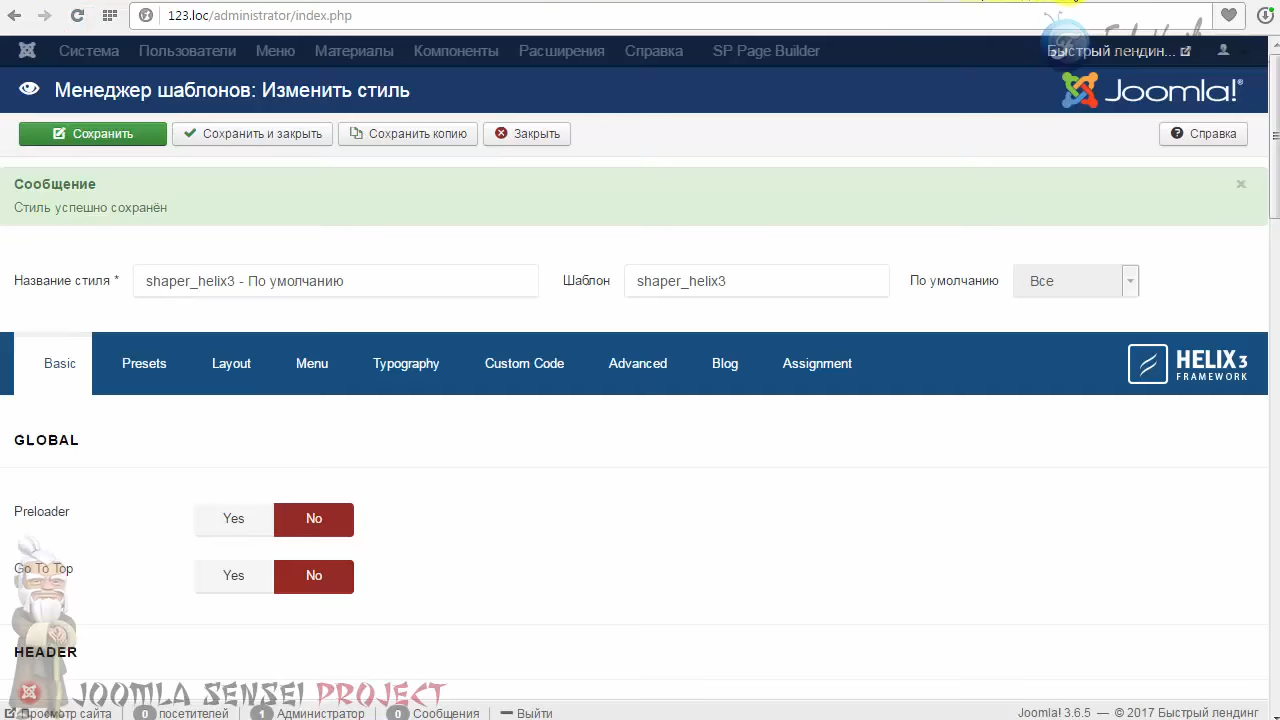 123.loc/administrator/index.php
Система Пользователи Меню Материалы Компоненты Расширения Справка SP Page Builder Быстрый лендин...
Менеджер шаблонов: Изменить стиль
Joomla!®
Сохранить Сохранить и закрыть Сохранить копию Закрыть Справка
Сообщение
Стиль успешно сохранён
Название стиля * shaper_helix3 - По умолчанию Шаблон shaper_helix3 По умолчанию Все
Basic Presets Layout Menu Typography Custom Code Advanced Blog Assignment HELIX3 FRAMEWORK
GLOBAL
Preloader Yes No
Go To Top Yes No
HEADER
JOOMLA SENSEI PROJECT
Просмотр сайта 0 посетителей 1 Администратор 0 Сообщения Выйти Joomla! 3.6.5 — © 2017 Быстрый лендинг